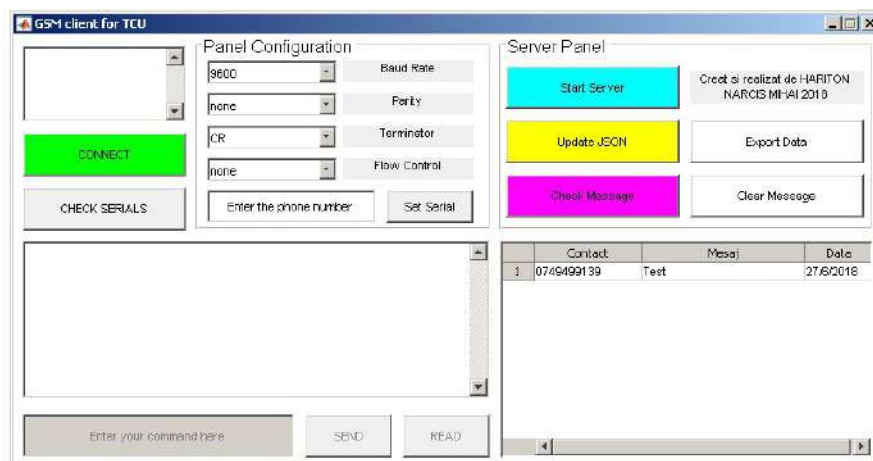 GSM client for TCU
Panel Configuration
9600
Baud Rate
none
Parity
CR
Terminator
none
Flow Control
Enter the phone number
Set Serial
CONNECT
CHECK SERIALS
Server Panel
Start Server
Creat si realizat de HARITON
NARCIS MIHAI 2018
Update JSON
Export Data
Check Message
Clear Message
Contact Mesaj Data
1 0749499139 Test 27/6/2018
Enter your command here
SEND
READ